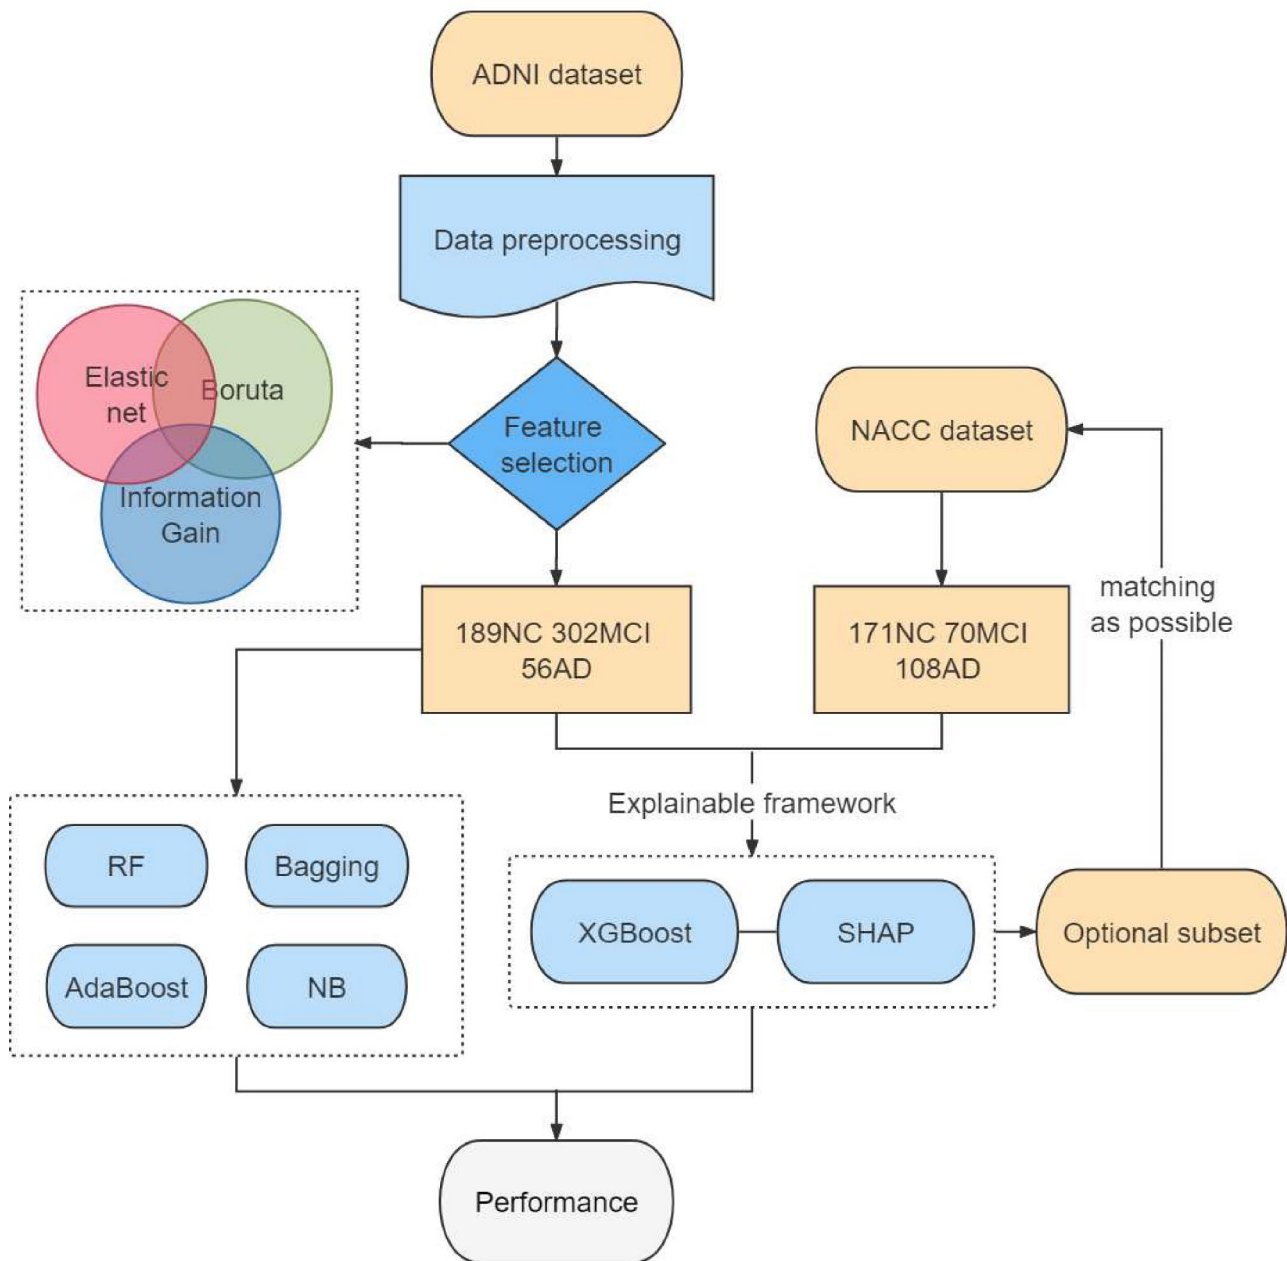 ADNI dataset
Data preprocessing
Elastic
net
Boruta
Information
Gain
Feature
selection
NACC dataset
189NC 302MCI
56AD
171NC 70MCI
108AD
matching
as possible
Explainable framework
RF
Bagging
AdaBoost
NB
XGBoost
SHAP
Optional subset
Performance